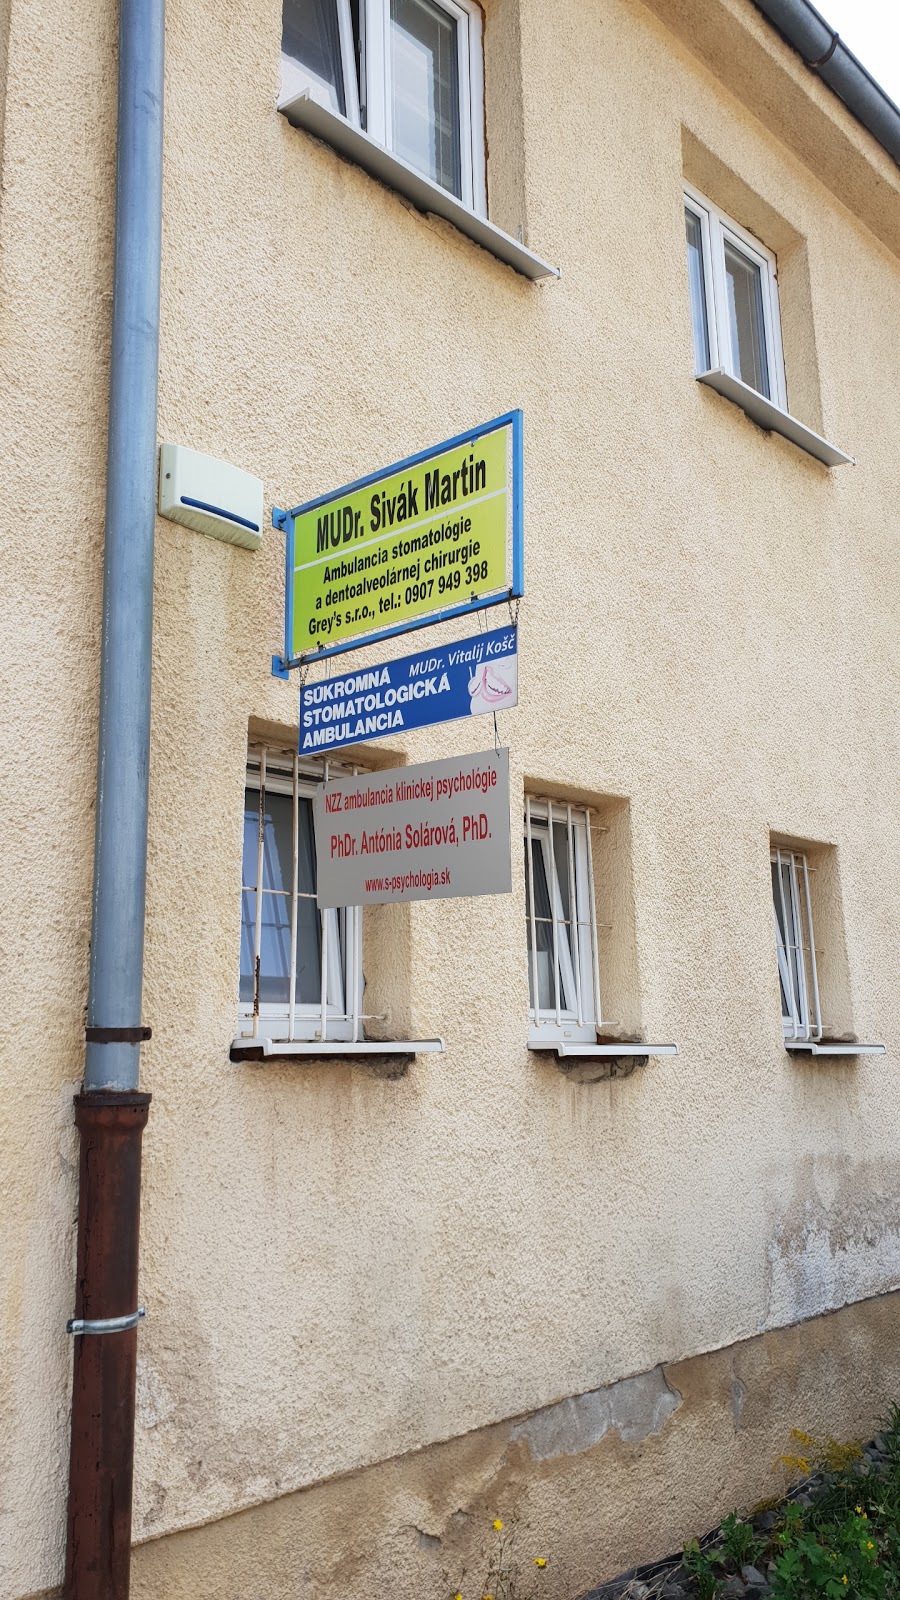 MUDr. Sivák Martin
Ambulancia stomatológie
a dentoalveolárnej chirurgie
Grey's s.r.o., tel.: 0907 949 398
MUDr. Vitalij Košč
SÚKROMNÁ
STOMATOLOGICKÁ
AMBULANCIA
NZZ ambulancia klinickej psychológie
PhDr. Antónia Solárová, PhD.
www.s-psychologia.sk